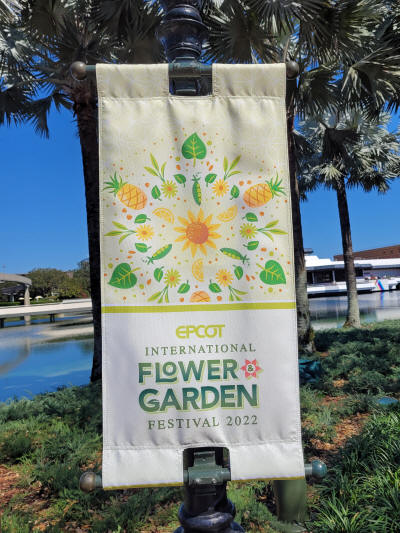 EPCOT
INTERNATIONAL
FLOWER &
GARDEN
FESTIVAL 2022